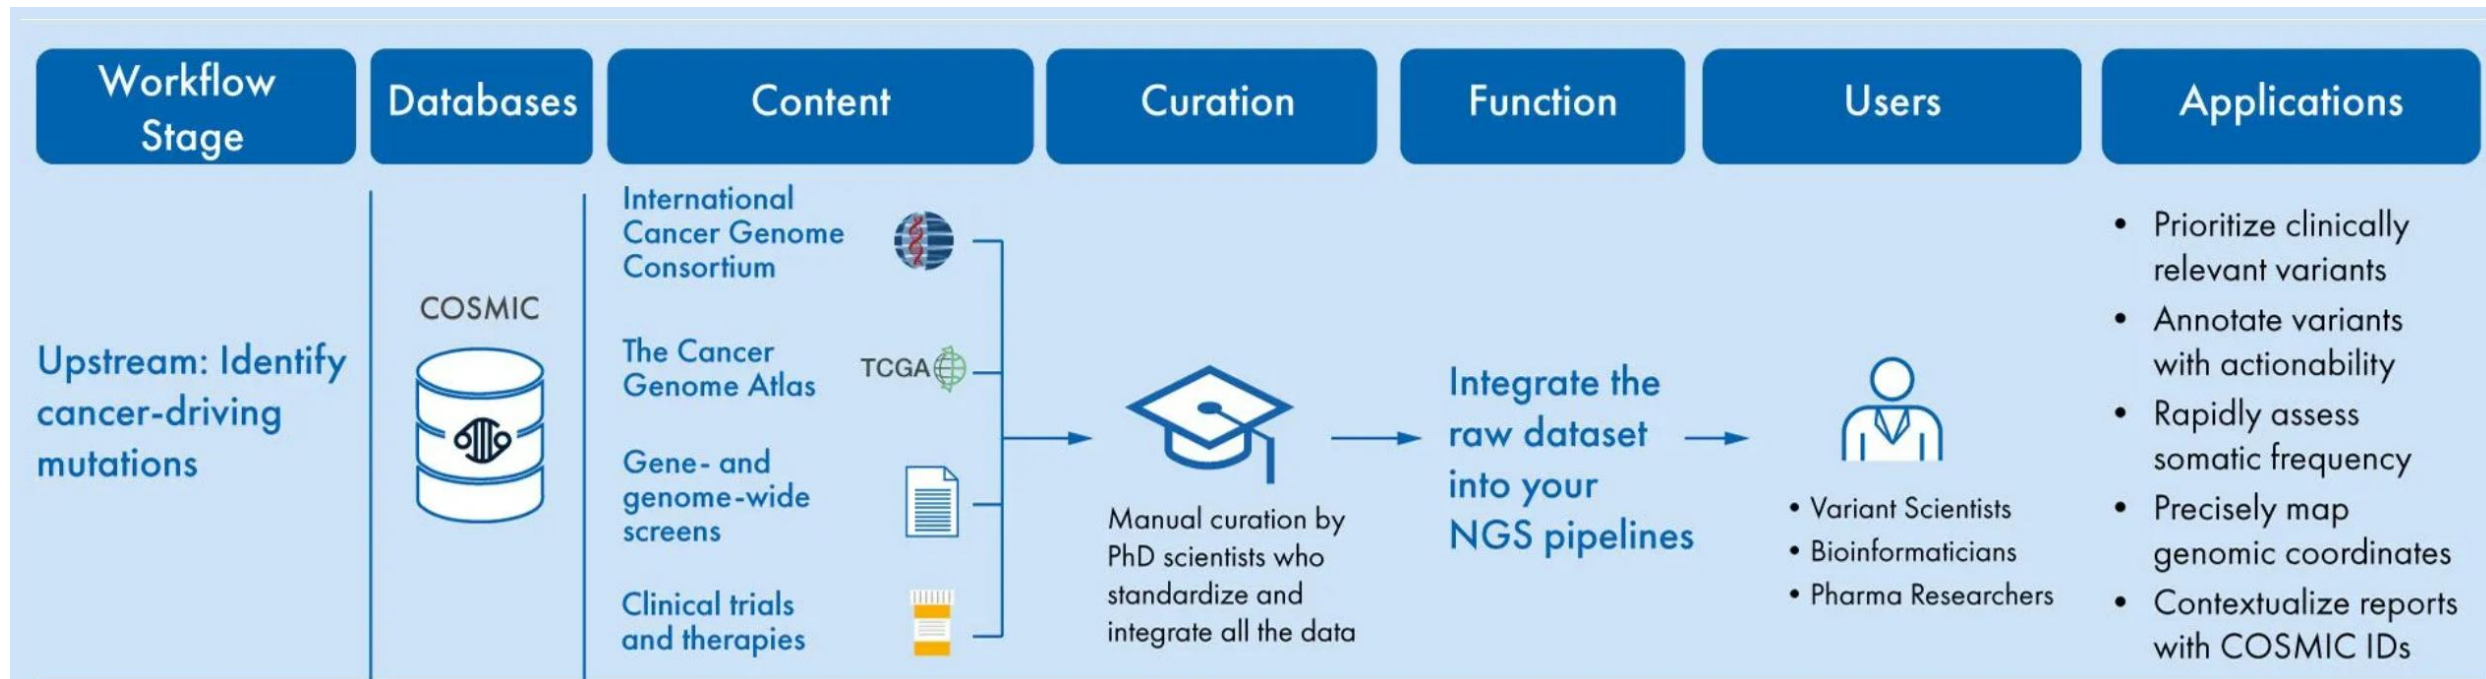 Workflow
Stage
Databases
Content
Curation
Function
Users
Applications
Upstream: Identify
cancer-driving
mutations
COSMIC
International
Cancer Genome
Consortium
The Cancer
Genome Atlas
TCGA
Gene- and
genome-wide
screens
Clinical trials
and therapies
Manual curation by
PhD scientists who
standardize and
integrate all the data
Integrate the
raw dataset
into your
NGS pipelines
• Variant Scientists
• Bioinformaticians
• Pharma Researchers
• Prioritize clinically
relevant variants
• Annotate variants
with actionability
• Rapidly assess
somatic frequency
• Precisely map
genomic coordinates
• Contextualize reports
with COSMIC IDs